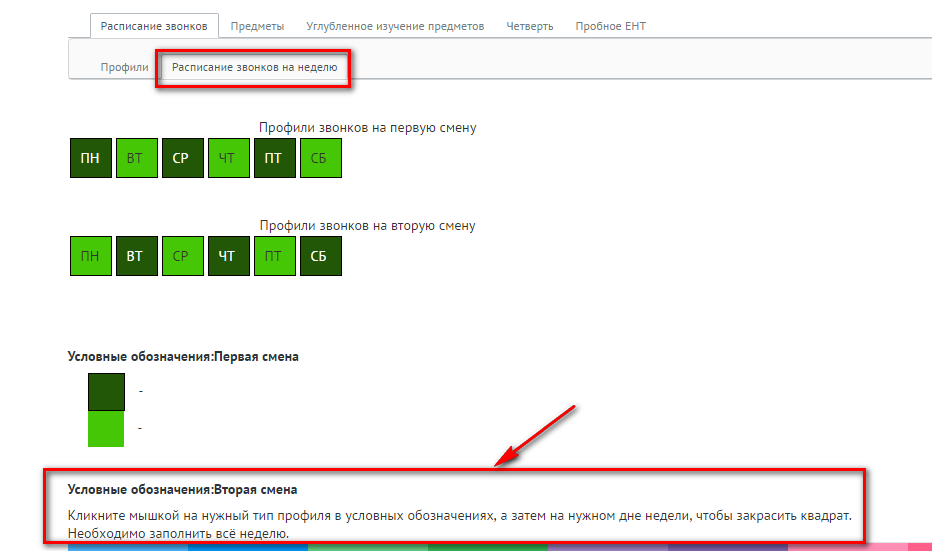 Расписание звонков Предметы Углубленное изучение предметов Четверть Пробное ЕНТ
Профили Расписание звонков на неделю
Профили звонков на первую смену
ПН ВТ СР ЧТ ПТ СБ
Профили звонков на вторую смену
ПН ВТ СР ЧТ ПТ СБ
Условные обозначения:Первая смена
-
-
Условные обозначения:Вторая смена
Кликните мышкой на нужный тип профиля в условных обозначениях, а затем на нужном дне недели, чтобы закрасить квадрат.
Необходимо заполнить всё неделю.